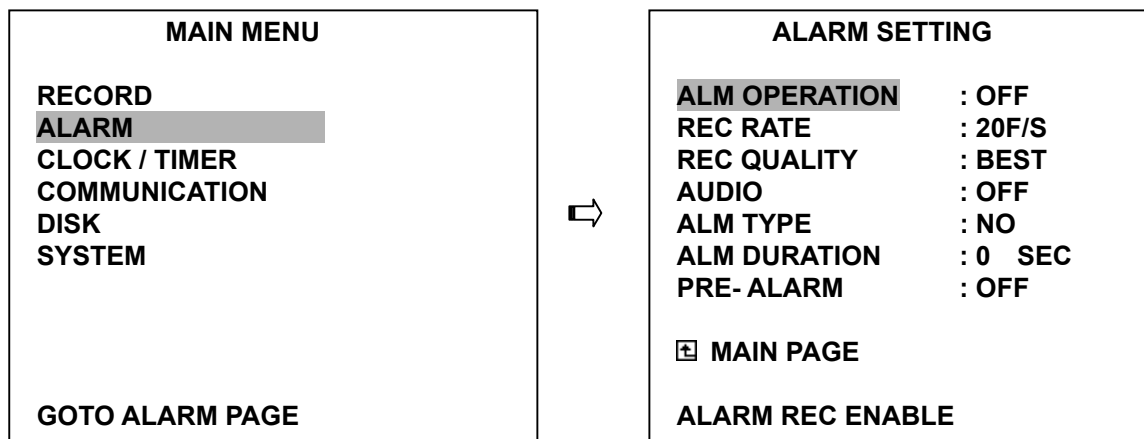 MAIN MENU
RECORD
ALARM
CLOCK / TIMER
COMMUNICATION
DISK
SYSTEM
GOTO ALARM PAGE
ALARM SETTING
ALM OPERATION : OFF
REC RATE : 20F/S
REC QUALITY : BEST
AUDIO : OFF
ALM TYPE : NO
ALM DURATION : 0 SEC
PRE- ALARM : OFF
MAIN PAGE
ALARM REC ENABLE